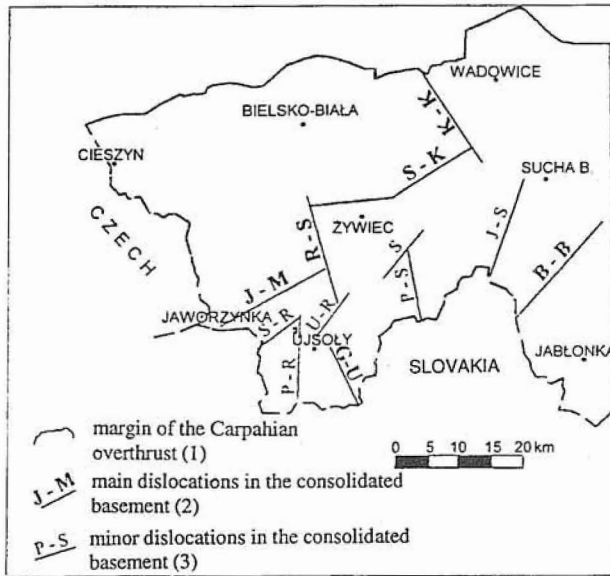 WADOWICE
BIELSKO-BIAŁA
K - K
CIESZYN
S - K
SUCHA B.
CZECH
R - S
ŻYWIEC
J - S
S
B - B
J - M
P - S
JAWORZYNKA
S - R
U - R
UJSOŁY
G - U
P - R
SLOVAKIA
JABŁONKA
margin of the Carpahian
overthrust (1)
0 5 10 15 20 km
J - M main dislocations in the consolidated
basement (2)
P - S minor dislocations in the consolidated
basement (3)